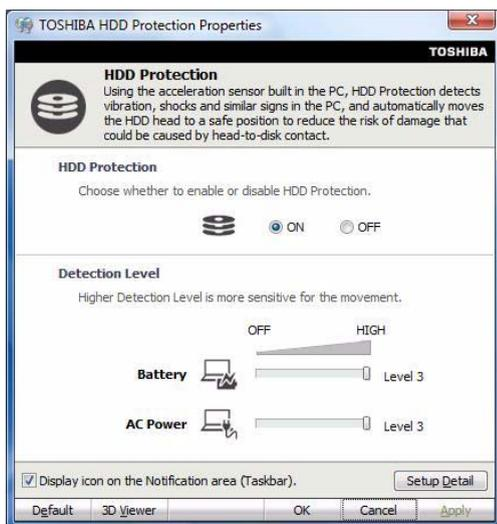 TOSHIBA HDD Protection Properties
TOSHIBA
HDD Protection
Using the acceleration sensor built in the PC, HDD Protection detects
vibration, shocks and similar signs in the PC, and automatically moves
the HDD head to a safe position to reduce the risk of damage that
could be caused by head-to-disk contact.
HDD Protection
Choose whether to enable or disable HDD Protection.
ON OFF
Detection Level
Higher Detection Level is more sensitive for the movement.
OFF HIGH
Battery Level 3
AC Power Level 3
Display icon on the Notification area (Taskbar). Setup Detail
Default 3D Viewer OK Cancel Apply